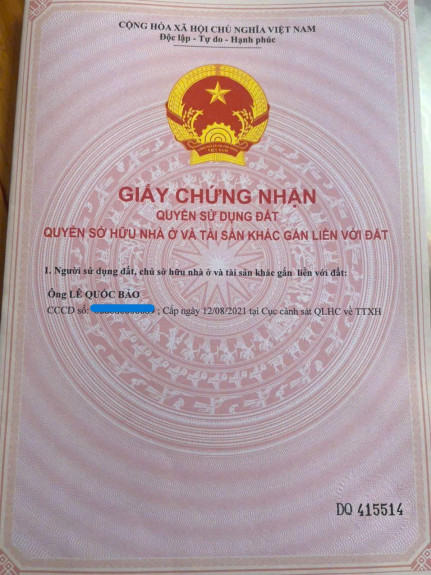 CỘNG HÒA XÃ HỘI CHỦ NGHĨA VIỆT NAM
Độc lập - Tự do - Hạnh phúc
VIỆT NAM
GIẤY CHỨNG NHẬN
QUYỀN SỬ DỤNG ĐẤT
QUYỀN SỞ HỮU NHÀ Ở VÀ TÀI SẢN KHÁC GẮN LIỀN VỚI ĐẤT
I. Người sử dụng đất, chủ sở hữu nhà ở và tài sản khác gắn liền với đất:
Ông LÊ QUỐC BẢO
CCCD số: ; Cấp ngày 12/08/2021 tại Cục cảnh sát QLHC về TTXH
DQ 415514